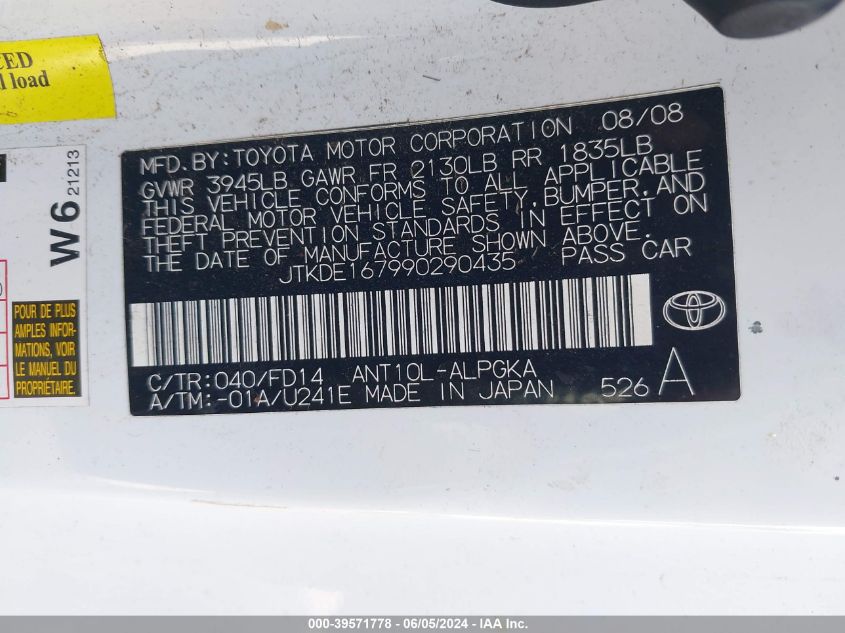 CED
l load
W 6 21213
POUR DE PLUS
AMPLES INFOR-
MATIONS, VOIR
LE MANUEL
DU
PROPIÉTAIRE.
MFD. BY: TOYOTA MOTOR CORPORATION 08/08
GVWR 3945LB GAWR FR 2130LB RR 1835LB
THIS VEHICLE CONFORMS TO ALL APPLICABLE
FEDERAL MOTOR VEHICLE SAFETY, BUMPER, AND
THEFT PREVENTION STANDARDS IN EFFECT ON
THE DATE OF MANUFACTURE SHOWN ABOVE.
JTKDE167990290435 PASS CAR
C/TR: 040/FD14 ANT10L-ALPGKA
A/TM: -01A/U241E MADE IN JAPAN 526 A
000-39571778 - 06/05/2024 - IAA Inc.